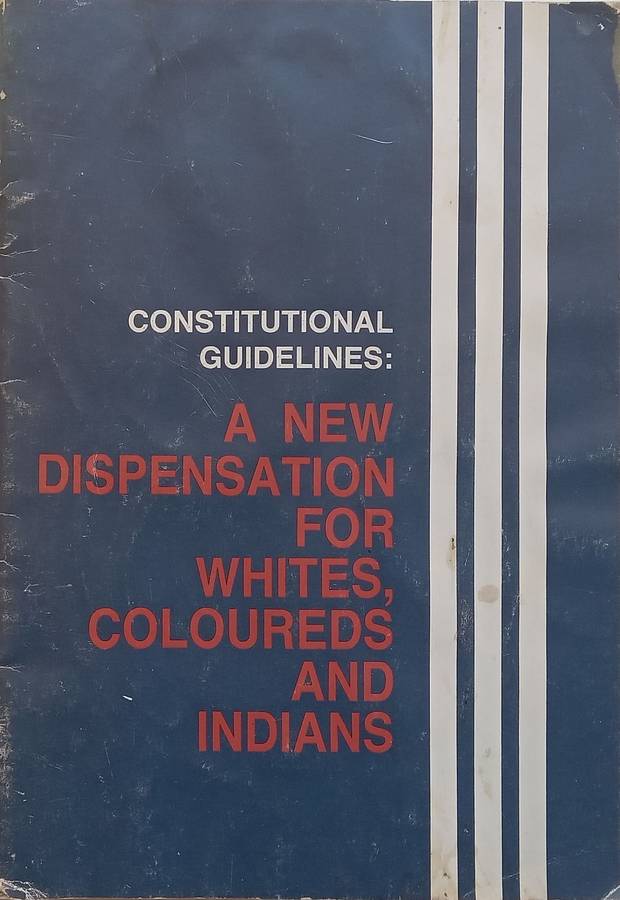 CONSTITUTIONAL
GUIDELINES:
A NEW
DISPENSATION
FOR
WHITES,
COLOUREDS
AND
INDIANS